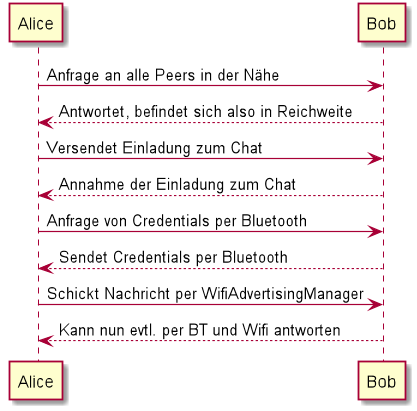 Alice Bob
Anfrage an alle Peers in der Nähe
Antwortet, befindet sich also in Reichweite
Versendet Einladung zum Chat
Annahme der Einladung zum Chat
Anfrage von Credentials per Bluetooth
Sendet Credentials per Bluetooth
Schickt Nachricht per WifiAdvertisingManager
Kann nun evtl. per BT und Wifi antworten
Alice Bob